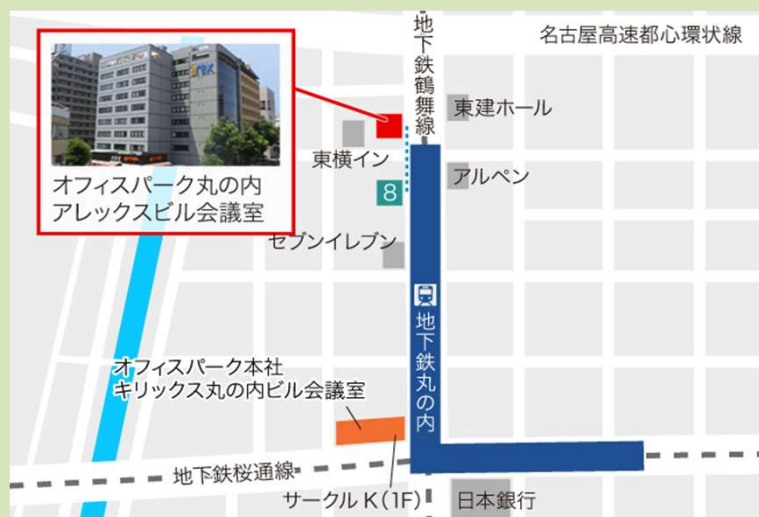 名古屋高速都心環状線
地下鉄鶴舞線
東建ホール
東横イン
アルペン
オフィスパーク丸の内
アレックスビル会議室
8
セブンイレブン
地下鉄丸の内
オフィスパーク本社
キリックス丸の内ビル会議室
地下鉄桜通線
サークルK(1F)
日本銀行